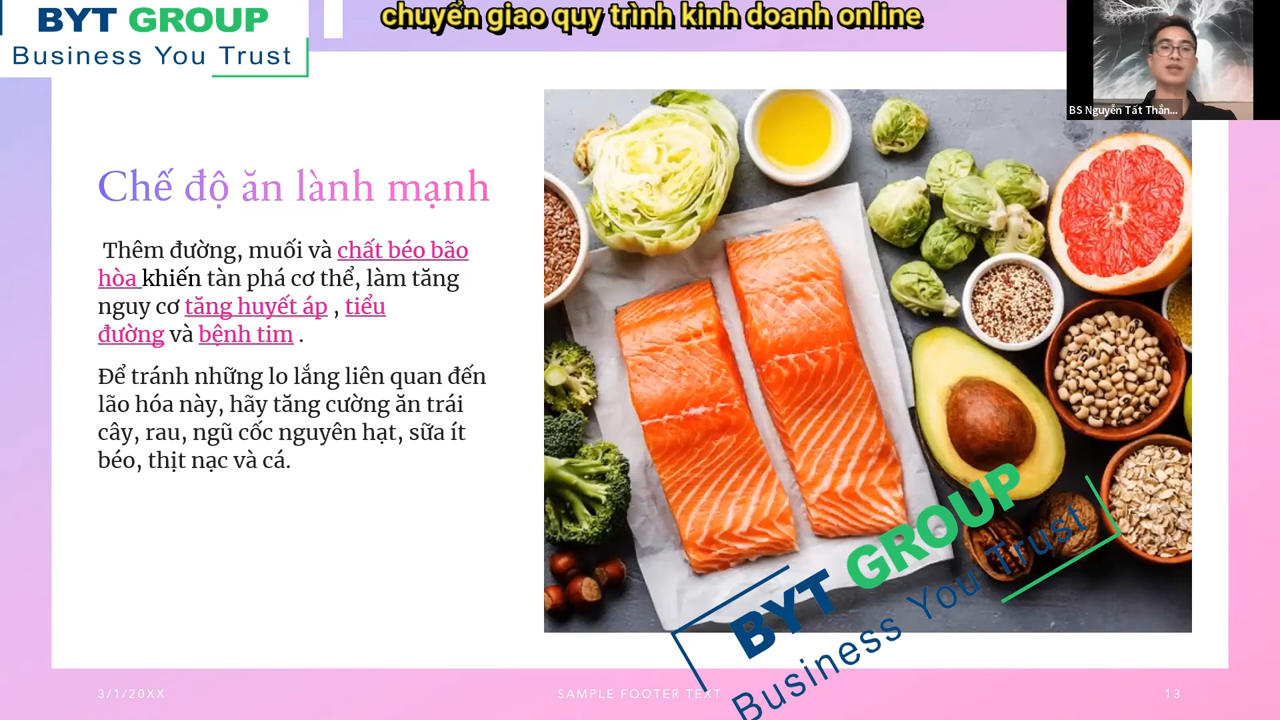 BYT GROUP
Business You Trust
chuyển giao quy trình kinh doanh online
BS Nguyễn Tất Thắn...
Chế độ ăn lành mạnh
Thêm đường, muối và chất béo bão
hòa khiến tàn phá cơ thể, làm tăng
nguy cơ tăng huyết áp , tiểu
đường và bệnh tim .
Để tránh những lo lắng liên quan đến
lão hóa này, hãy tăng cường ăn trái
cây, rau, ngũ cốc nguyên hạt, sữa ít
béo, thịt nạc và cá.
BYT GROUP
Business You Trust
3/1/20XX
SAMPLE FOOTER TEXT
13